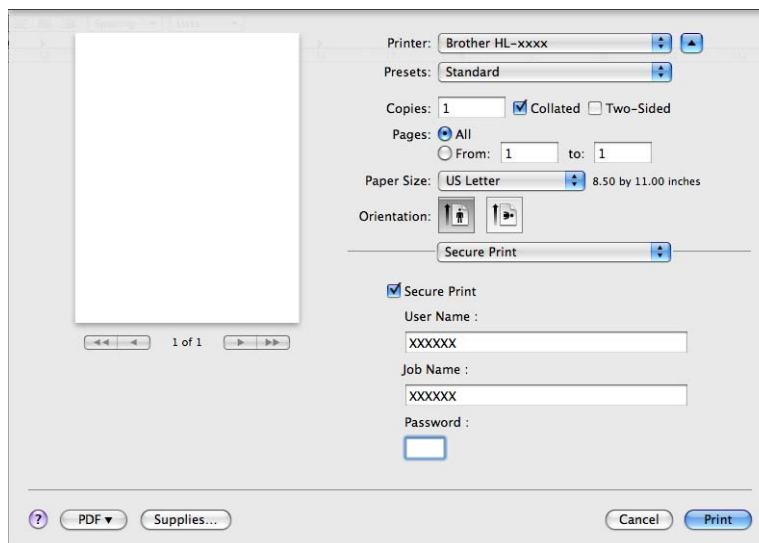 Spacing Lists
Printer: Brother HL-xxxx
Presets: Standard
Copies: 1 Collated Two-Sided
Pages: All
From: 1 to: 1
Paper Size: US Letter 8.50 by 11.00 inches
Orientation:
Secure Print
Secure Print
User Name :
XXXXXX
Job Name :
XXXXXX
Password :
1 of 1
? PDF Supplies... Cancel Print